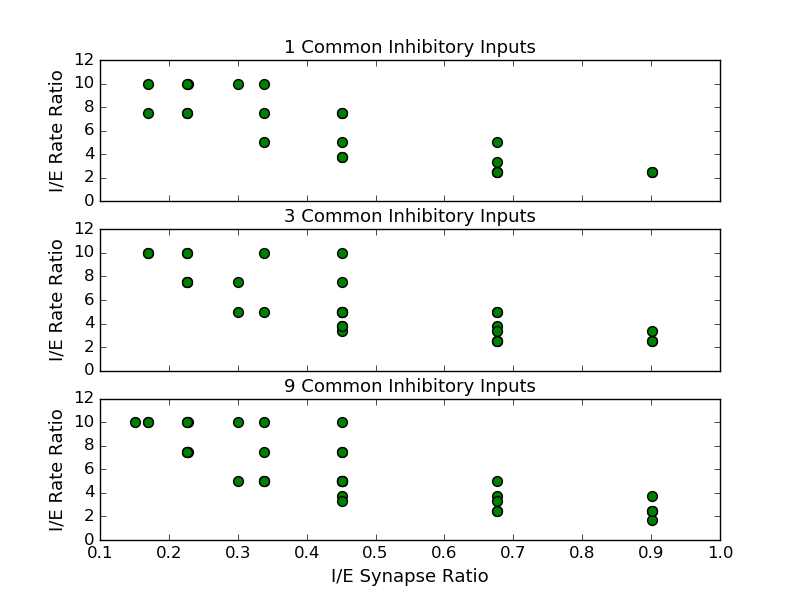 1 Common Inhibitory Inputs
12
10
8
6
4
2
0
I/E Rate Ratio
3 Common Inhibitory Inputs
12
10
8
6
4
2
0
I/E Rate Ratio
9 Common Inhibitory Inputs
12
10
8
6
4
2
0
I/E Rate Ratio
0.1 0.2 0.3 0.4 0.5 0.6 0.7 0.8 0.9 1.0
I/E Synapse Ratio